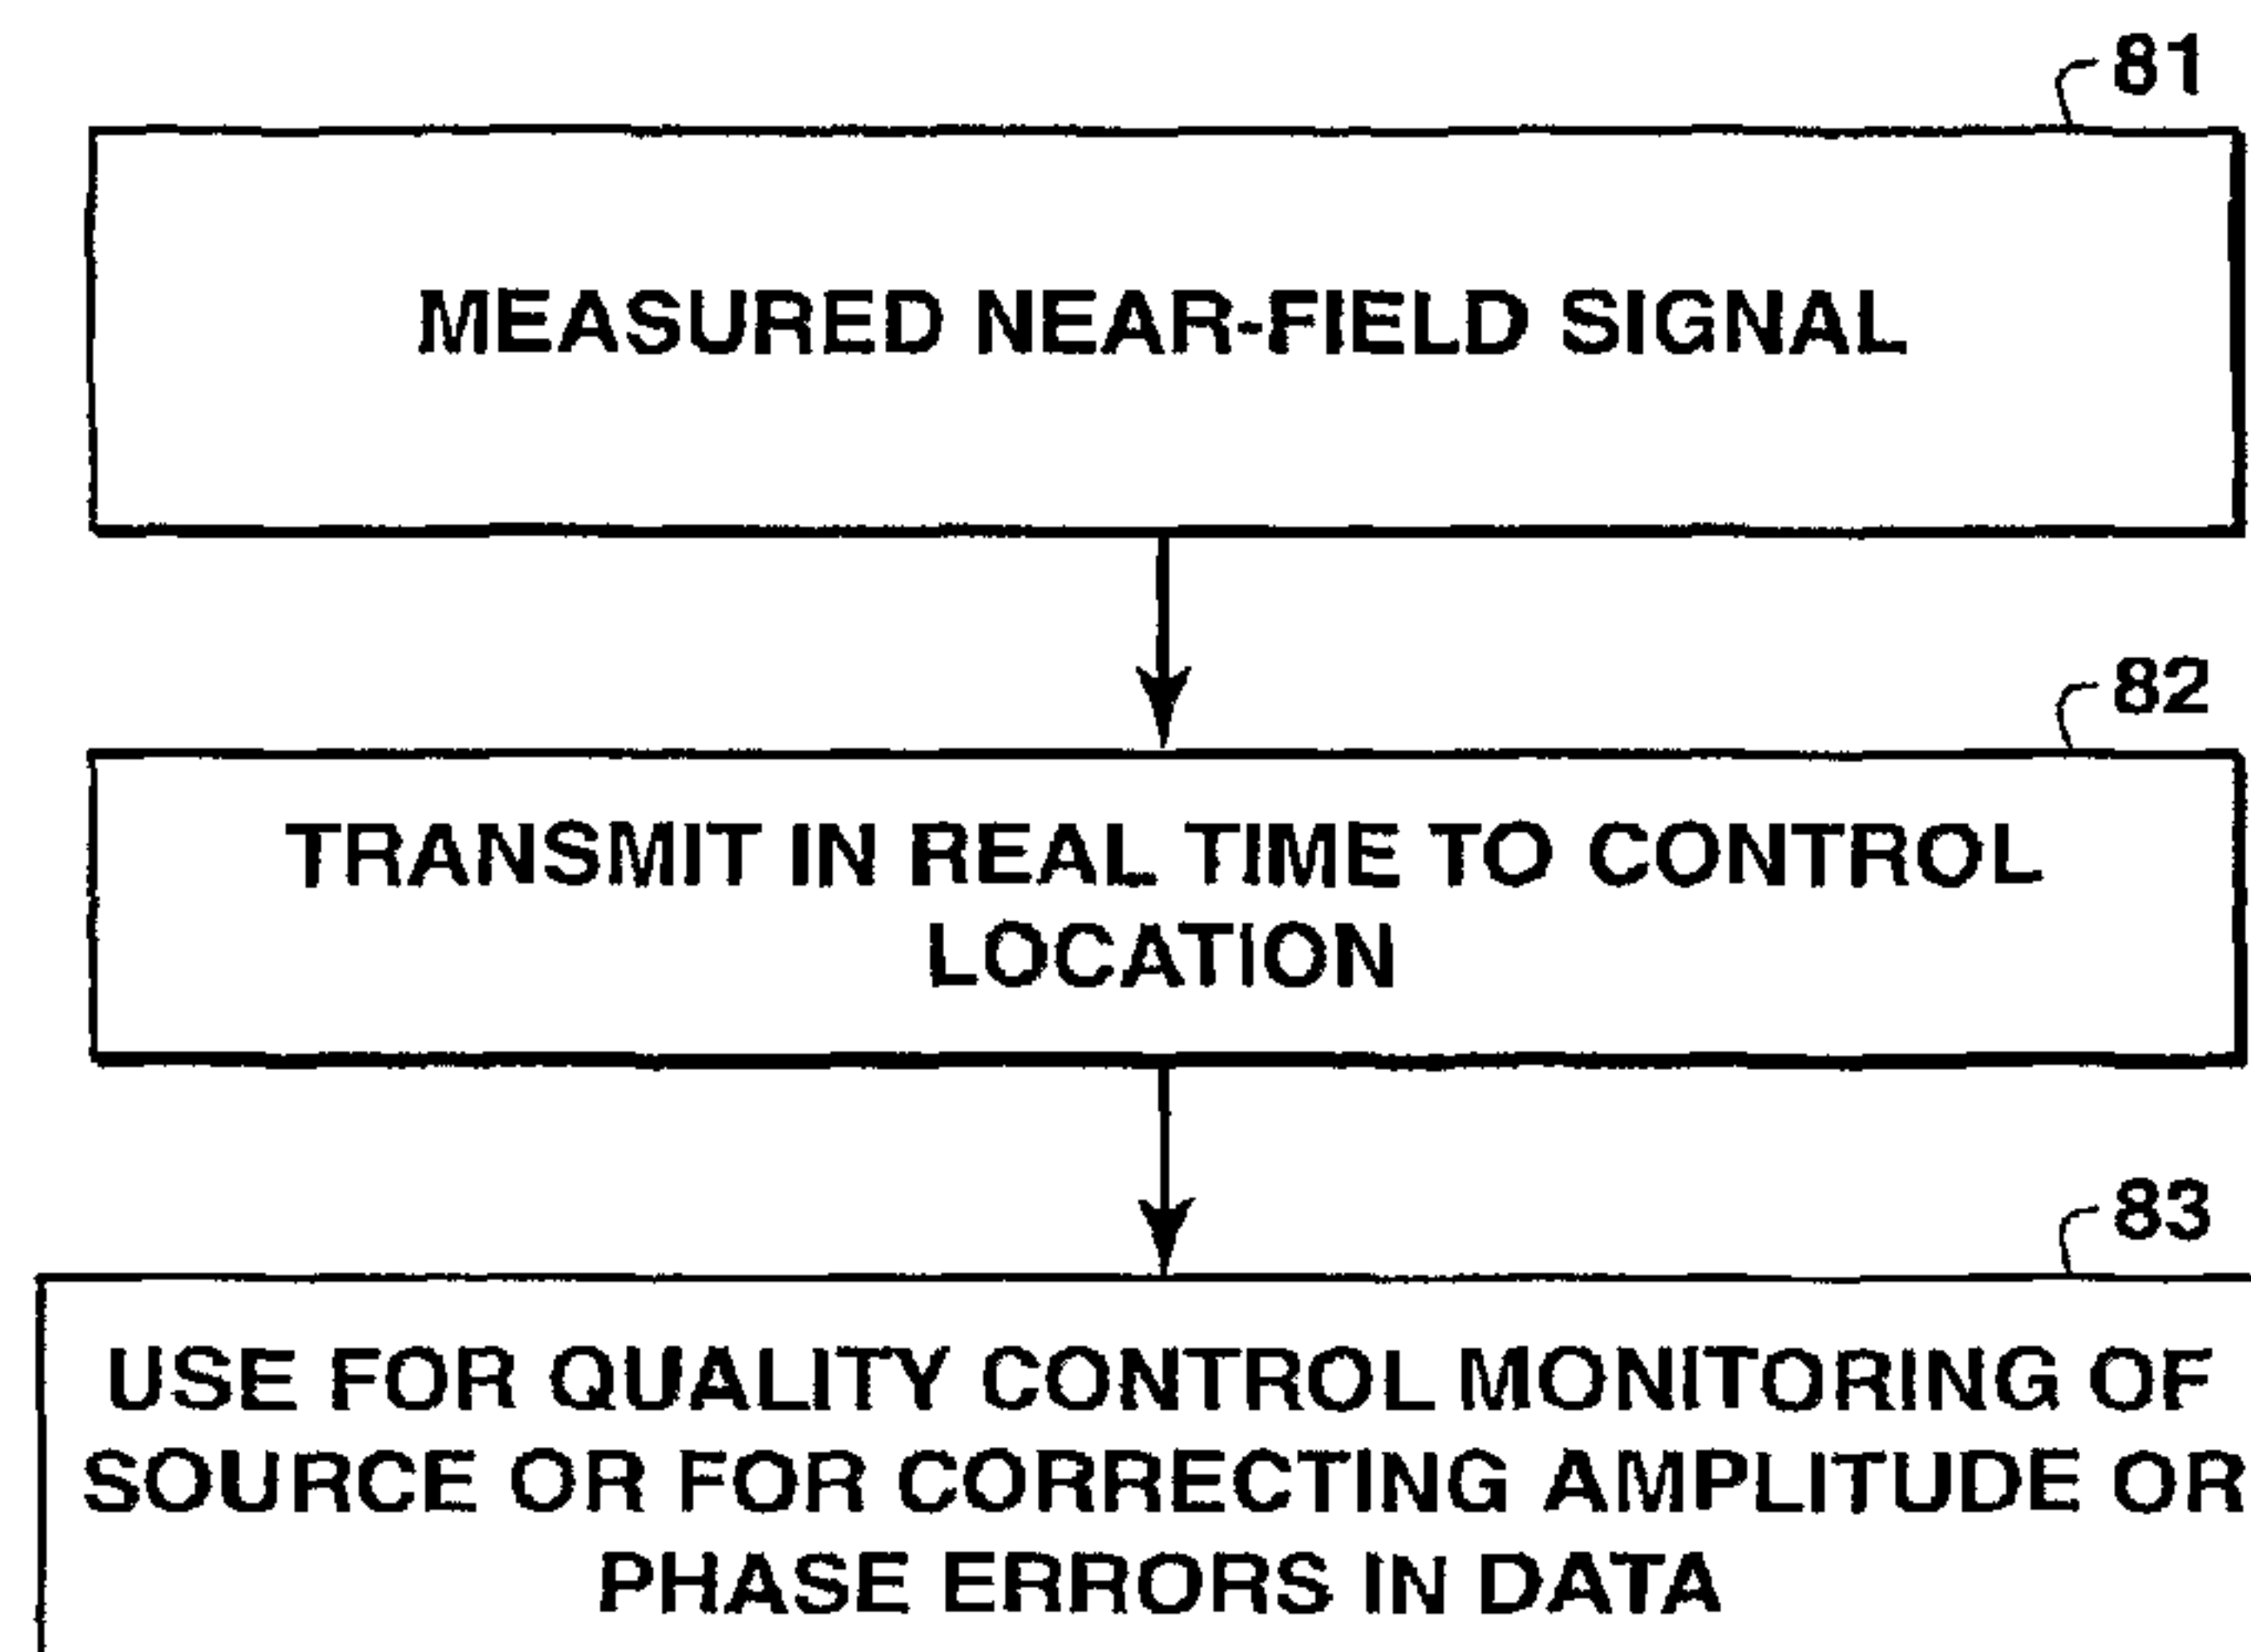 81
MEASURED NEAR-FIELD SIGNAL
82
TRANSMIT IN REAL TIME TO CONTROL
LOCATION
83
USE FOR QUALITY CONTROL MONITORING OF
SOURCE OR FOR CORRECTING AMPLITUDE OR
PHASE ERRORS IN DATA